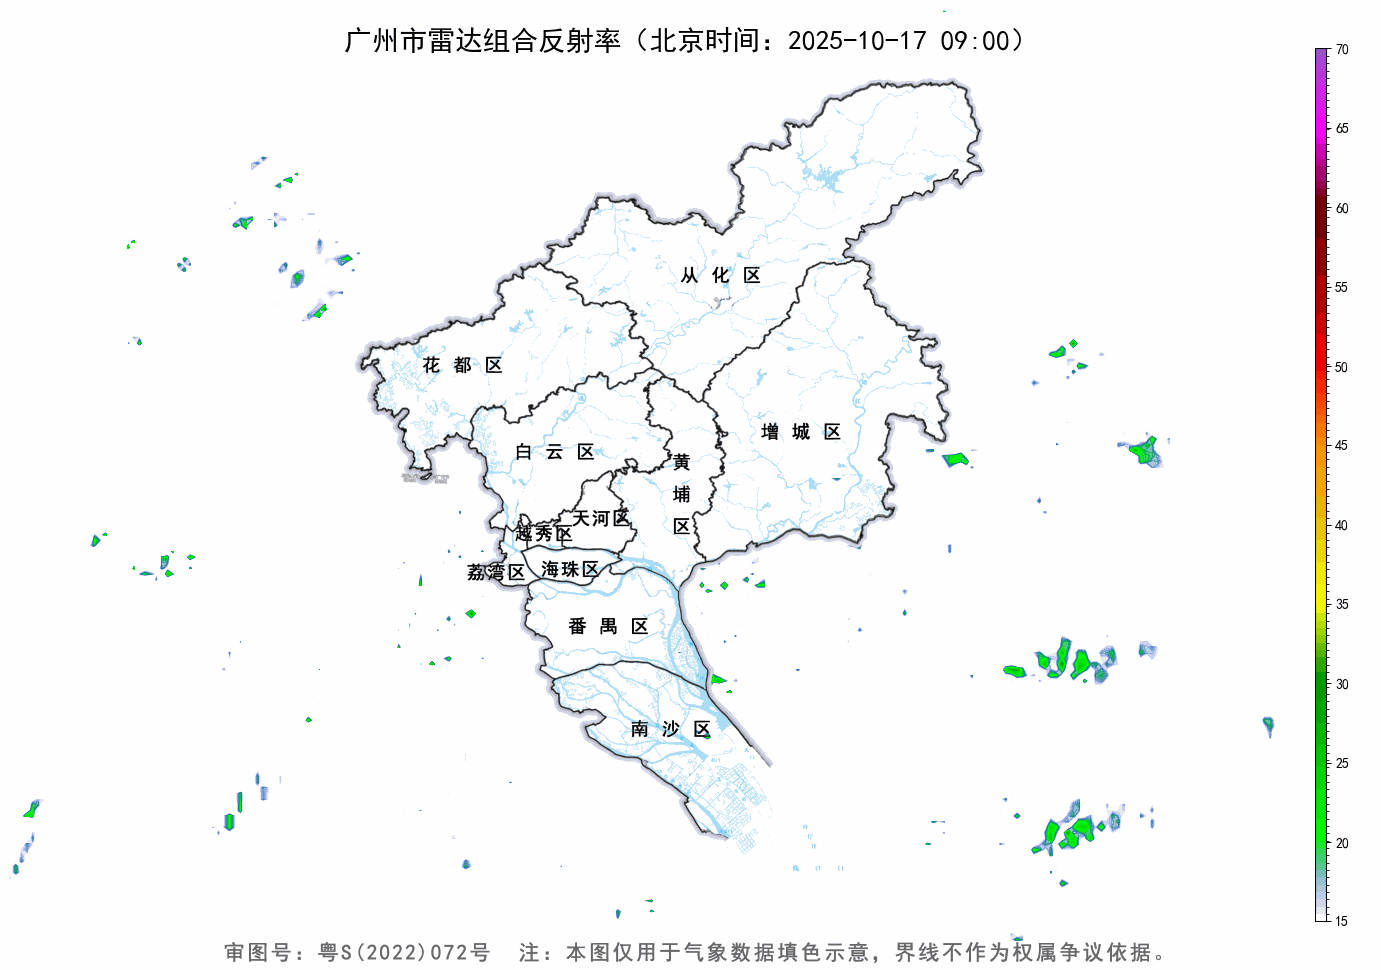 广州市雷达组合反射率（北京时间：2025-10-17 09:00）
70
65
60
55
50
45
40
35
30
25
20
15
从化区
花都区
增城区
白云区
黄埔区
天河区
越秀区
荔湾区
海珠区
番禺区
南沙区
审图号：粤S(2022)072号 注：本图仅用于气象数据填色示意，界线不作为权属争议依据。